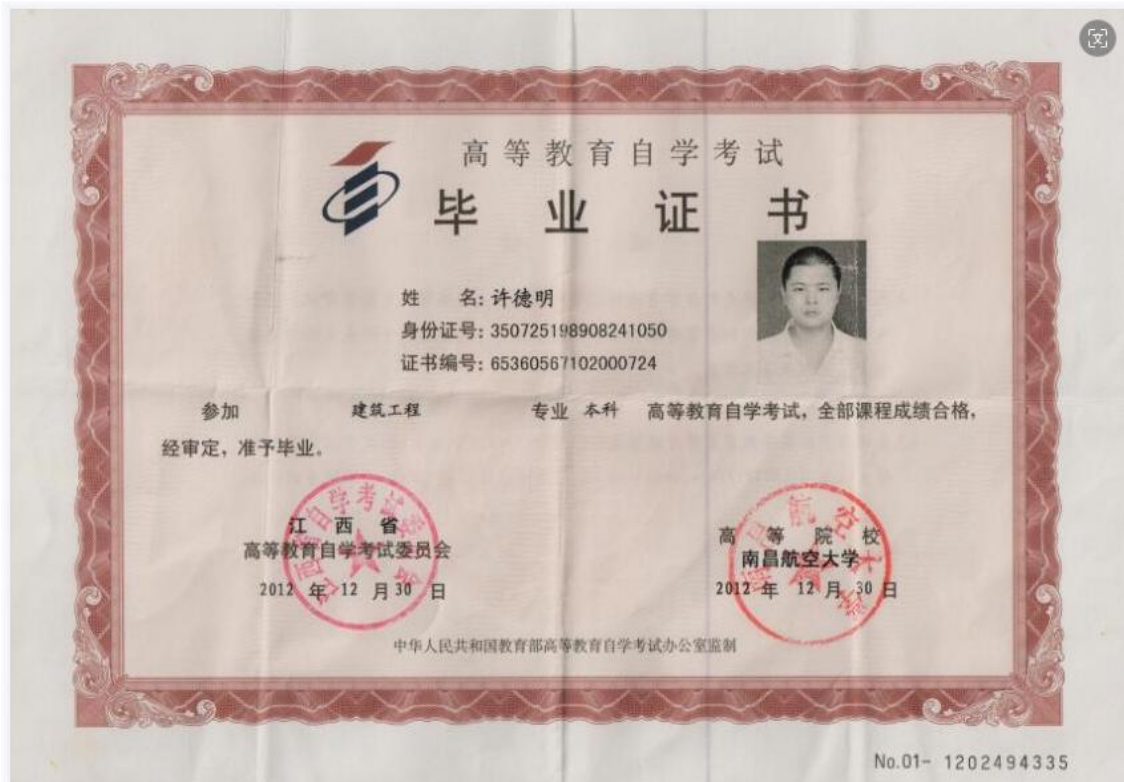 高等教育自学考试
毕业证书
姓 名: 许德明
身份证号: 350725198908241050
证书编号: 65360567102000724
参加 建筑工程 专业 本科 高等教育自学考试，全部课程成绩合格，
经审定，准予毕业。
江西省
高等教育自学考试委员会
2012 年 12 月 30 日
高等院校
南昌航空大学
2012 年 12 月 30 日
中华人民共和国教育部高等教育自学考试办公室监制
No.01- 1202494335